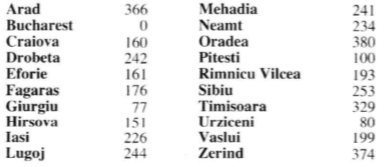 Arad 366 Mehadia 241
Bucharest 0 Neamt 234
Craiova 160 Oradea 380
Drobeta 242 Pitesti 100
Eforie 161 Rimnicu Vilcea 193
Fagaras 176 Sibiu 253
Giurgiu 77 Timisoara 329
Hirsova 151 Urziceni 80
Iasi 226 Vaslui 199
Lugoj 244 Zerind 374